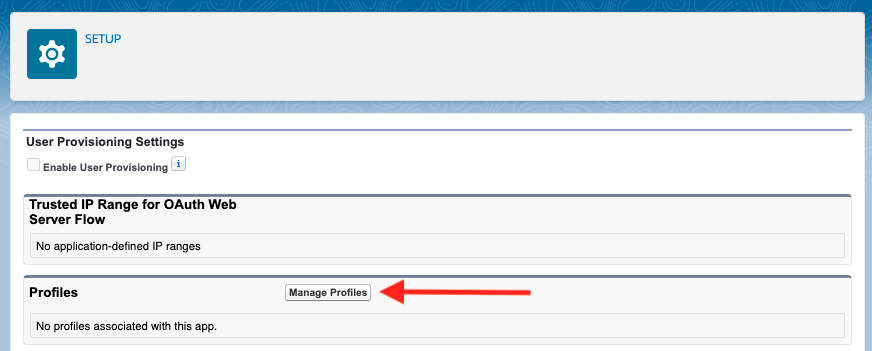 SETUP
User Provisioning Settings
Enable User Provisioning i
Trusted IP Range for OAuth Web
Server Flow
No application-defined IP ranges
Profiles Manage Profiles
No profiles associated with this app.